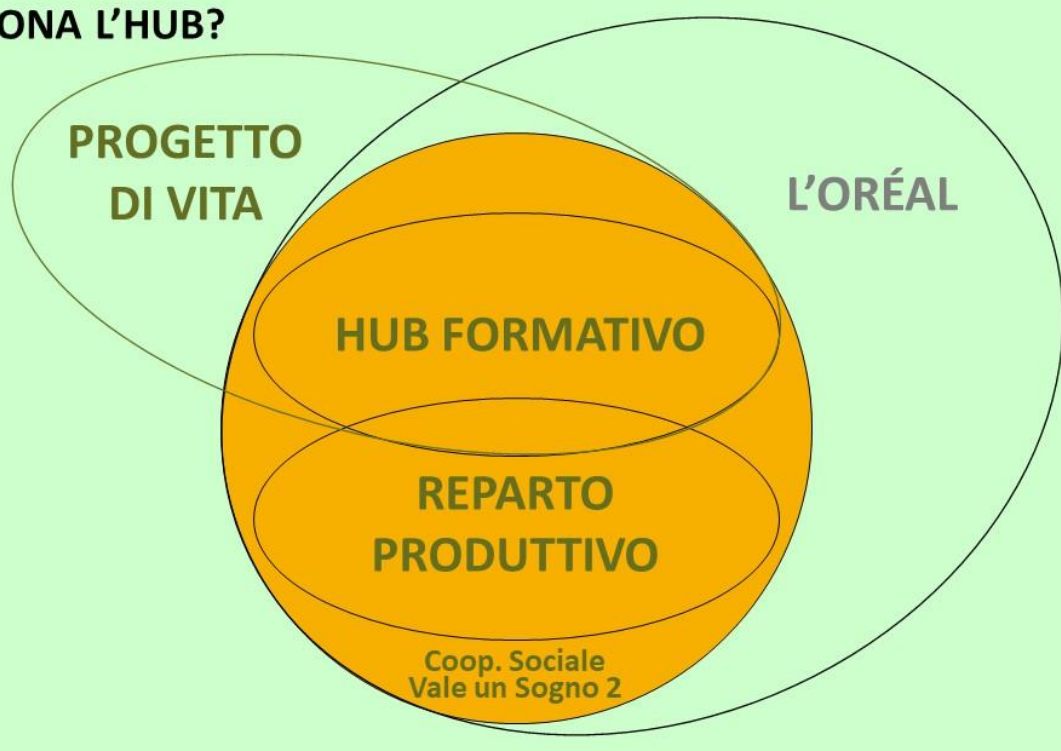 ONA L'HUB?
PROGETTO
DI VITA
L'ORÉAL
HUB FORMATIVO
REPARTO
PRODUTTIVO
Coop. Sociale
Vale un Sogno 2